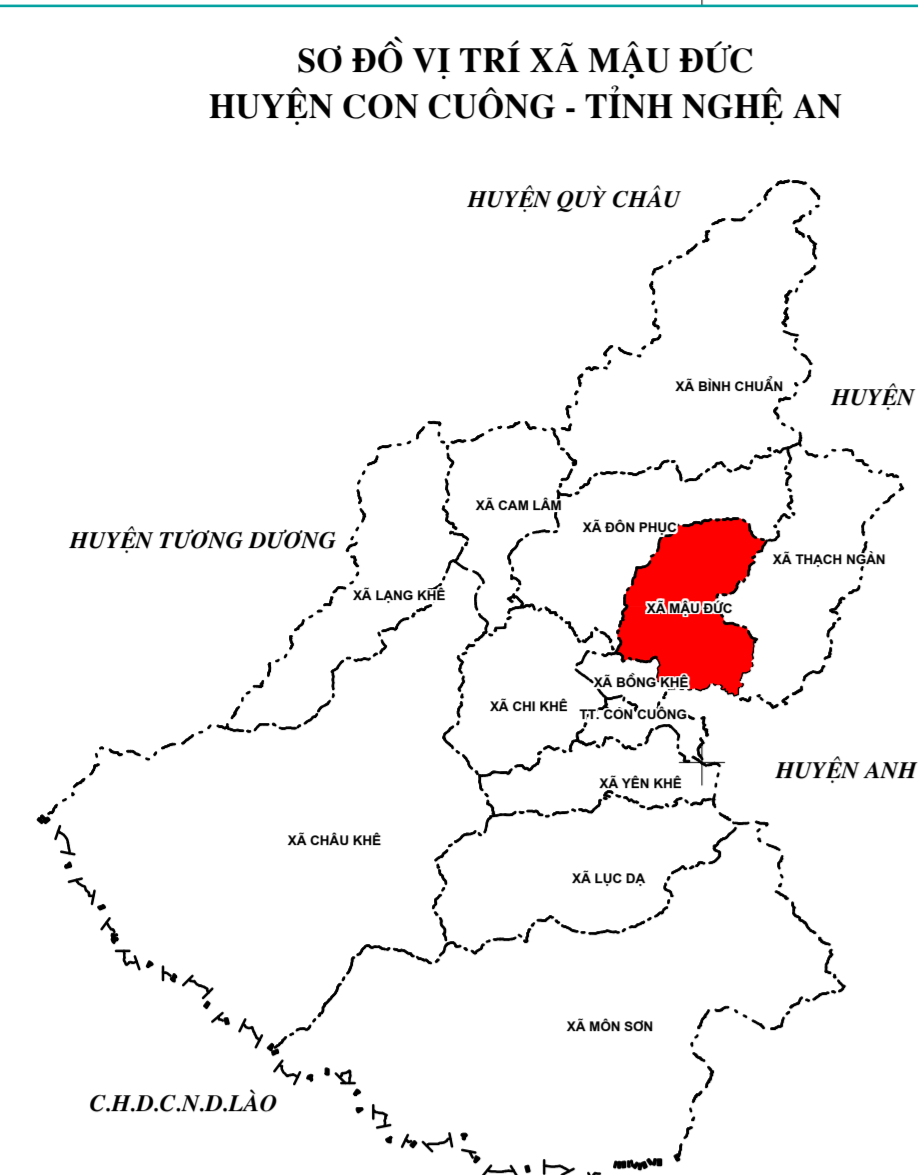 SƠ ĐỒ VỊ TRÍ XÃ MẬU ĐỨC
HUYỆN CON CUÔNG - TỈNH NGHỆ AN
HUYỆN QUỲ CHÂU
XÃ BÌNH CHUẨN
HUYỆN
XÃ CAM LÂM
XÃ ĐÔN PHỤC
HUYỆN TƯƠNG DƯƠNG
XÃ THẠCH NGÀN
XÃ LẠNG KHÊ
XÃ MẬU ĐỨC
XÃ BỒNG KHÊ
XÃ CHI KHÊ
TT. CON CUÔNG
HUYỆN ANH
XÃ YÊN KHÊ
XÃ CHÂU KHÊ
XÃ LỤC DẠ
XÃ MÔN SƠN
C.H.D.C.N.D.LÀO